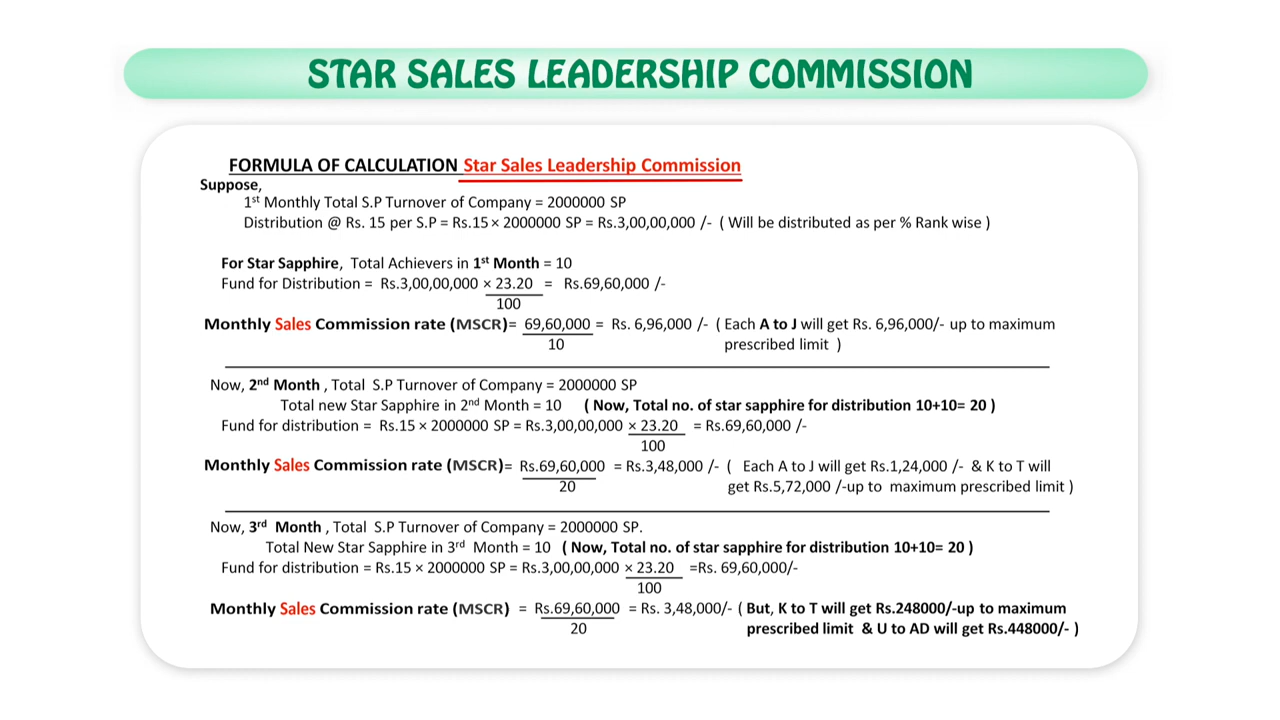 STAR SALES LEADERSHIP COMMISSION
FORMULA OF CALCULATION Star Sales Leadership Commission
Suppose,
1st Monthly Total S.P Turnover of Company = 2000000 SP
Distribution @ Rs. 15 per S.P = Rs.15 × 2000000 SP = Rs.3,00,00,000 /- ( Will be distributed as per % Rank wise )
For Star Sapphire, Total Achievers in 1st Month = 10
Fund for Distribution = Rs.3,00,00,000 × 23.20 = Rs.69,60,000 /-
100
Monthly Sales Commission rate (MSCR)= 69,60,000 = Rs. 6,96,000 /- ( Each A to J will get Rs. 6,96,000/- up to maximum
10 prescribed limit )
Now, 2nd Month , Total S.P Turnover of Company = 2000000 SP
Total new Star Sapphire in 2nd Month = 10 ( Now, Total no. of star sapphire for distribution 10+10= 20 )
Fund for distribution = Rs.15 × 2000000 SP = Rs.3,00,00,000 × 23.20 = Rs.69,60,000 /-
100
Monthly Sales Commission rate (MSCR)= Rs.69,60,000 = Rs.3,48,000 /- ( Each A to J will get Rs.1,24,000 /- & K to T will
20 get Rs.5,72,000 /-up to maximum prescribed limit )
Now, 3rd Month , Total S.P Turnover of Company = 2000000 SP.
Total New Star Sapphire in 3rd Month = 10 ( Now, Total no. of star sapphire for distribution 10+10= 20 )
Fund for distribution = Rs.15 × 2000000 SP = Rs.3,00,00,000 × 23.20 =Rs. 69,60,000/-
100
Monthly Sales Commission rate (MSCR) = Rs.69,60,000 = Rs. 3,48,000/- ( But, K to T will get Rs.248000/-up to maximum
20 prescribed limit & U to AD will get Rs.448000/- )